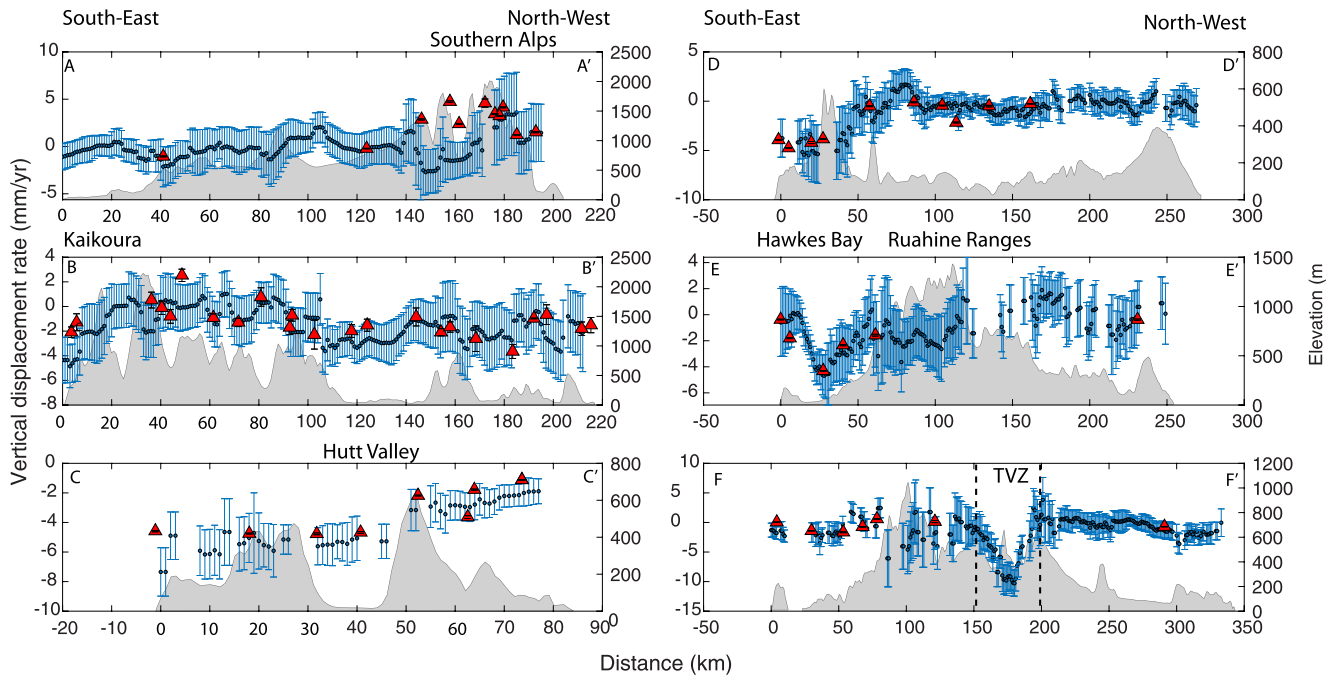 South-East
North-West
Southern Alps
A
A′
10
5
0
-5
2500
2000
1500
1000
500
0
0 20 40 60 80 100 120 140 160 180 200 220
South-East
North-West
D
D′
5
0
-5
-10
800
600
400
200
0
-50 0 50 100 150 200 250 300
Kaikoura
B
B′
4
2
0
-2
-4
-6
-8
2500
2000
1500
1000
500
0
0 20 40 60 80 100 120 140 160 180 200 220
Hawkes Bay Ruahine Ranges
E
E′
4
2
0
-2
-4
-6
1500
1000
500
0
-50 0 50 100 150 200 250 300
Hutt Valley
C
C′
0
-2
-4
-6
-8
-10
800
600
400
200
0
-20 0 10 20 30 40 50 60 70 80 90
TVZ
F
F′
10
5
0
-5
-10
-15
1200
1000
800
600
400
200
0
-50 0 50 100 150 200 250 300 350
Vertical displacement rate (mm/yr)
Elevation (m
Distance (km)